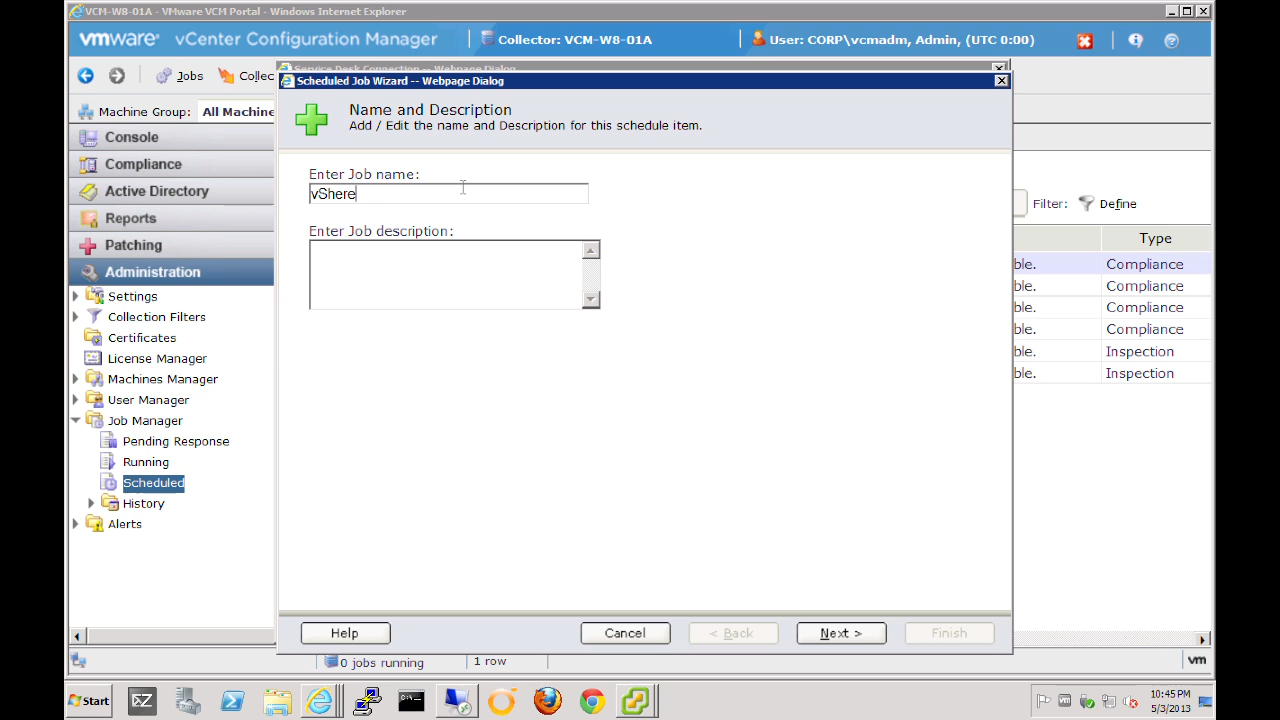 VCM-W8-01A - VMware VCM Portal - Windows Internet Explorer
vmware vCenter Configuration Manager Collector: VCM-W8-01A User: CORP\vcmadm, Admin, (UTC 0:00)
Jobs Collec
Service Desk Connection -- Webpage Dialog
Scheduled Job Wizard -- Webpage Dialog
Machine Group: All Machine
Name and Description
Add / Edit the name and Description for this schedule item.
Console
Compliance
Active Directory
Reports
Patching
Administration
Settings
Collection Filters
Certificates
License Manager
Machines Manager
User Manager
Job Manager
Pending Response
Running
Scheduled
History
Alerts
Enter Job name:
vShere
Enter Job description:
Filter: Define
Type
ble. Compliance
ble. Compliance
ble. Compliance
ble. Compliance
ble. Inspection
ble. Inspection
Help Cancel < Back Next > Finish
0 jobs running 1 row vm
Start 10:45 PM
5/3/2013